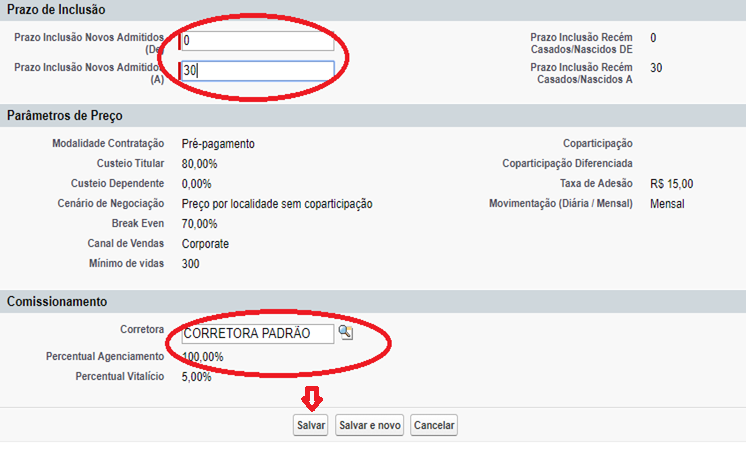 Prazo de Inclusão
Prazo Inclusão Novos Admitidos (De) 0 Prazo Inclusão Recém Casados/Nascidos DE 0
Prazo Inclusão Novos Admitidos (A) 30 Prazo Inclusão Recém Casados/Nascidos A 30
Parâmetros de Preço
Modalidade Contratação Pré-pagamento Coparticipação
Custeio Titular 80,00% Coparticipação Diferenciada
Custeio Dependente 0,00% Taxa de Adesão R$ 15,00
Cenário de Negociação Preço por localidade sem coparticipação Movimentação (Diária / Mensal) Mensal
Break Even 70,00%
Canal de Vendas Corporate
Mínimo de vidas 300
Comissionamento
Corretora CORRETORA PADRÃO
Percentual Agenciamento 100,00%
Percentual Vitalício 5,00%
Salvar Salvar e novo Cancelar